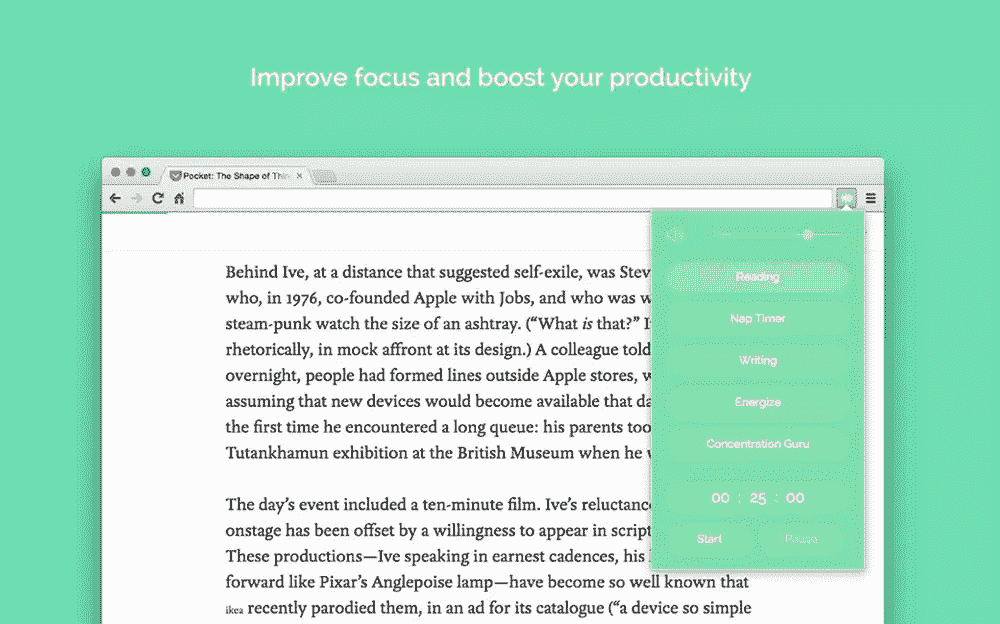 Improve focus and boost your productivity
Pocket: The Shape of Thin
Behind Ive, at a distance that suggested self-exile, was Stev
who, in 1976, co-founded Apple with Jobs, and who was w
steam-punk watch the size of an ashtray. (“What is that?” I
rhetorically, in mock affront at its design.) A colleague told
overnight, people had formed lines outside Apple stores, w
assuming that new devices would become available that da
the first time he encountered a long queue: his parents too
Tutankhamun exhibition at the British Museum when he w
The day’s event included a ten-minute film. Ive’s reluctanc
onstage has been offset by a willingness to appear in script
These productions—Ive speaking in earnest cadences, his
forward like Pixar’s Anglepoise lamp—have become so well known that
ikea recently parodied them, in an ad for its catalogue (“a device so simple
Reading
Nap Timer
Writing
Energize
Concentration Guru
00 : 25 : 00
Start
Pause